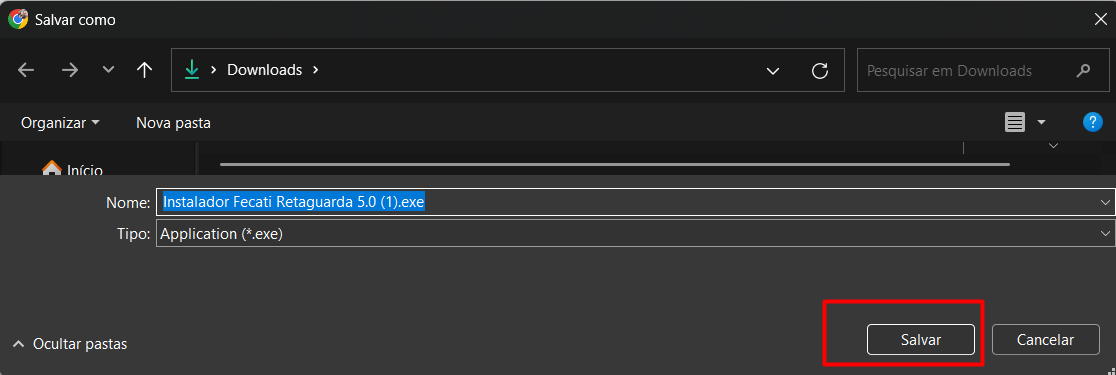 Salvar como
Downloads
Pesquisar em Downloads
Organizar
Nova pasta
?
Início
Nome: Instalador Fecati Retaguarda 5.0 (1).exe
Tipo: Application (*.exe)
Ocultar pastas
Salvar
Cancelar